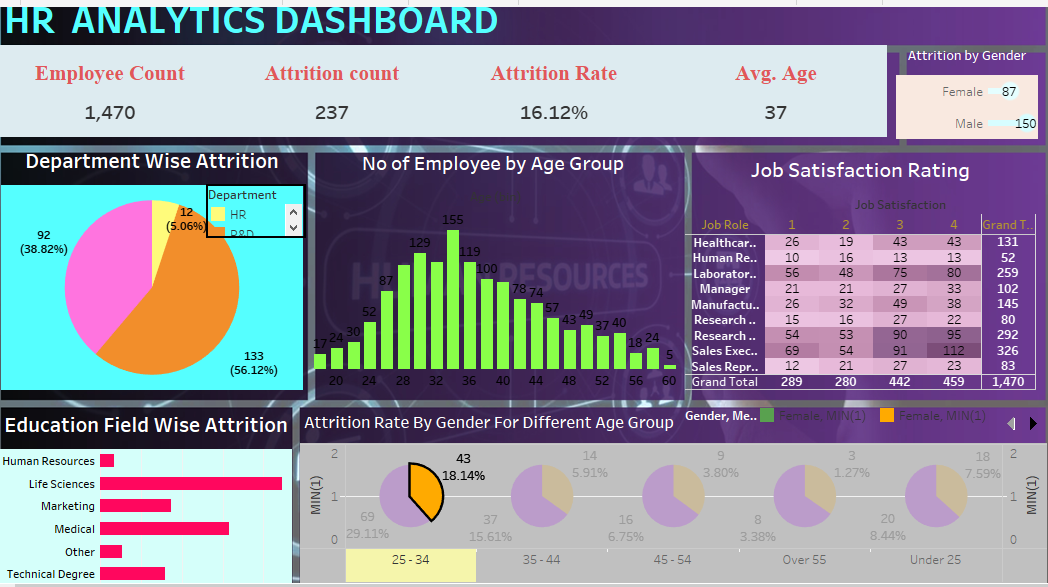 HR ANALYTICS DASHBOARD
Employee Count
Attrition count
Attrition Rate
Avg. Age
1,470
237
16.12%
37
Attrition by Gender
Female 87
Male 150
Department Wise Attrition
Department
HR
R&D
12
(5.06%)
92
(38.82%)
133
(56.12%)
No of Employee by Age Group
HUMAN RESOURCES
17 24 30 52 87 129 155 119 100 78 74 57 43 49 37 40 18 24 5
20 24 28 32 36 40 44 48 52 56 60
Job Satisfaction Rating
Job Satisfaction
Job Role 1 2 3 4 Grand T..
Healthcar.. 26 19 43 43 131
Human Re.. 10 16 13 13 52
Laborator.. 56 48 75 80 259
Manager 21 21 27 33 102
Manufactu.. 26 32 49 38 145
Research .. 15 16 27 22 80
Research .. 54 53 90 95 292
Sales Exec.. 69 54 91 112 326
Sales Repr.. 12 21 27 23 83
Grand Total 289 280 442 459 1,470
Education Field Wise Attrition
Human Resources
Life Sciences
Marketing
Medical
Other
Technical Degree
Attrition Rate By Gender For Different Age Group
Gender, Me.. Female, MIN(1) Female, MIN(1)
MIN(1)
2
1
0
43
18.14%
69
29.11%
14
5.91%
37
15.61%
9
3.80%
16
6.75%
3
1.27%
8
3.38%
18
7.59%
20
8.44%
2
1
0
MIN(1)
25 - 34
35 - 44
45 - 54
Over 55
Under 25